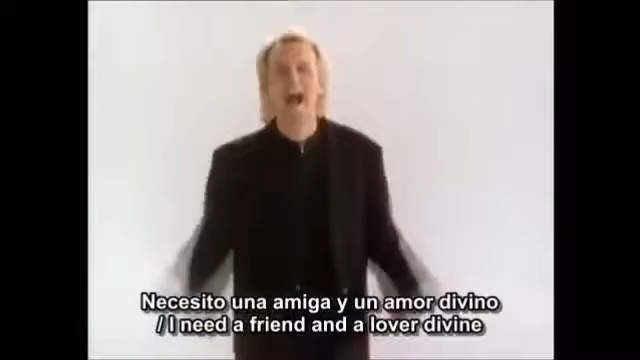 Necesito una amiga y un amor divino
/ I need a friend and a lover divine